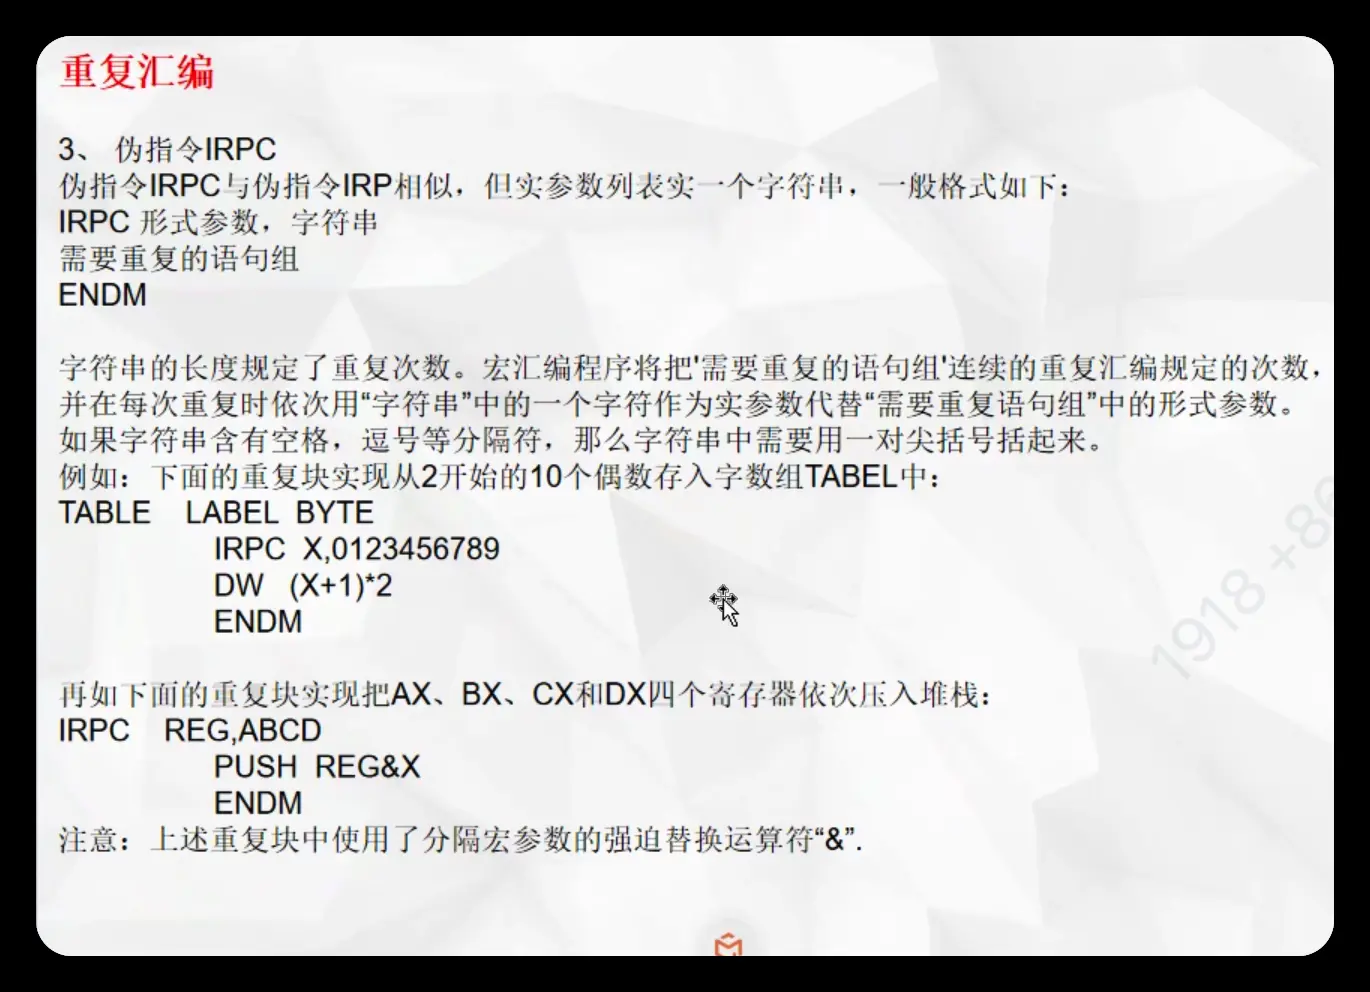 重复汇编
3、 伪指令IRPC
伪指令IRPC与伪指令IRP相似，但实参数列表实一个字符串，一般格式如下：
IRPC 形式参数，字符串
需要重复的语句组
ENDM
字符串的长度规定了重复次数。宏汇编程序将把'需要重复的语句组'连续的重复汇编规定的次数，
并在每次重复时依次用“字符串”中的一个字符作为实参数代替“需要重复语句组”中的形式参数。
如果字符串含有空格，逗号等分隔符，那么字符串中需要用一对尖括号括起来。
例如：下面的重复块实现从2开始的10个偶数存入字数组TABEL中：
TABLE LABEL BYTE
IRPC X,0123456789
DW (X+1)*2
ENDM
再如下面的重复块实现把AX、BX、CX和DX四个寄存器依次压入堆栈：
IRPC REG,ABCD
PUSH REG&X
ENDM
注意：上述重复块中使用了分隔宏参数的强迫替换运算符“&”.
1918 +86